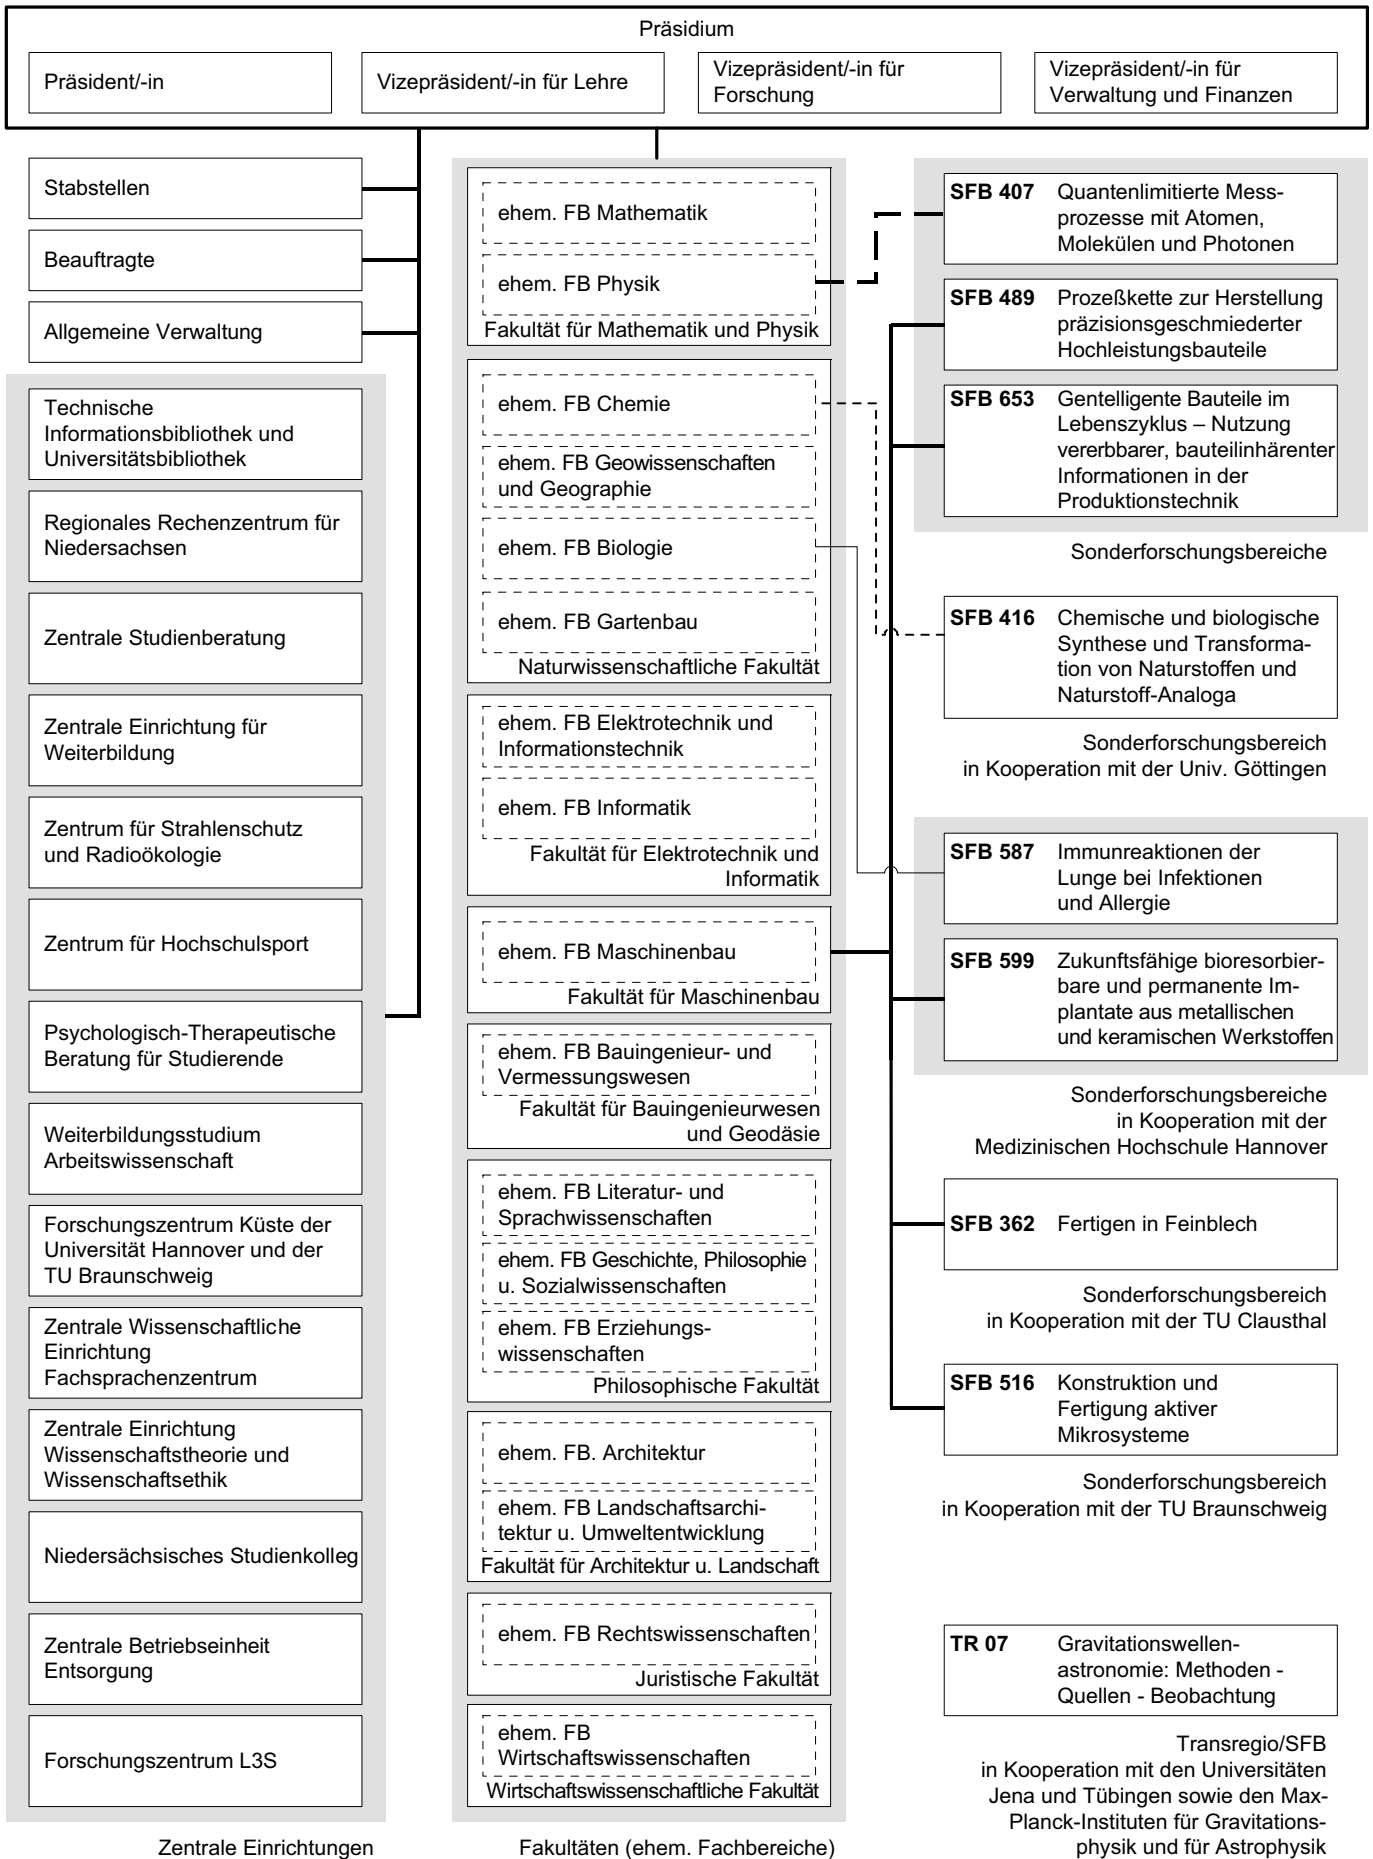 Präsidium
Präsident/-in
Vizepräsident/-in für Lehre
Vizepräsident/-in für
Forschung
Vizepräsident/-in für
Verwaltung und Finanzen
Stabstellen
Beauftragte
Allgemeine Verwaltung
Technische
Informationsbibliothek und
Universitätsbibliothek
Regionales Rechenzentrum für
Niedersachsen
Zentrale Studienberatung
Zentrale Einrichtung für
Weiterbildung
Zentrum für Strahlenschutz
und Radioökologie
Zentrum für Hochschulsport
Psychologisch-Therapeutische
Beratung für Studierende
Weiterbildungsstudium
Arbeitswissenschaft
Forschungszentrum Küste der
Universität Hannover und der
TU Braunschweig
Zentrale Wissenschaftliche
Einrichtung
Fachsprachenzentrum
Zentrale Einrichtung
Wissenschaftstheorie und
Wissenschaftsethik
Niedersächsisches Studienkolleg
Zentrale Betriebseinheit
Entsorgung
Forschungszentrum L3S
Zentrale Einrichtungen
ehem. FB Mathematik
ehem. FB Physik
Fakultät für Mathematik und Physik
ehem. FB Chemie
ehem. FB Geowissenschaften
und Geographie
ehem. FB Biologie
ehem. FB Gartenbau
Naturwissenschaftliche Fakultät
ehem. FB Elektrotechnik und
Informationstechnik
ehem. FB Informatik
Fakultät für Elektrotechnik und
Informatik
ehem. FB Maschinenbau
Fakultät für Maschinenbau
ehem. FB Bauingenieur- und
Vermessungswesen
Fakultät für Bauingenieurwesen
und Geodäsie
ehem. FB Literatur- und
Sprachwissenschaften
ehem. FB Geschichte, Philosophie
u. Sozialwissenschaften
ehem. FB Erziehungs-
wissenschaften
Philosophische Fakultät
ehem. FB. Architektur
ehem. FB Landschaftsarchi-
tektur u. Umweltentwicklung
Fakultät für Architektur u. Landschaft
ehem. FB Rechtswissenschaften
Juristische Fakultät
ehem. FB
Wirtschaftswissenschaften
Wirtschaftswissenschaftliche Fakultät
Fakultäten (ehem. Fachbereiche)
SFB 407 Quantenlimitierte Mess-
prozesse mit Atomen,
Molekülen und Photonen
SFB 489 Prozeßkette zur Herstellung
präzisionsgeschmiederter
Hochleistungsbauteile
SFB 653 Gentelligente Bauteile im
Lebenszyklus – Nutzung
vererbbarer, bauteilinhärenter
Informationen in der
Produktionstechnik
Sonderforschungsbereiche
SFB 416 Chemische und biologische
Synthese und Transforma-
tion von Naturstoffen und
Naturstoff-Analoga
Sonderforschungsbereich
in Kooperation mit der Univ. Göttingen
SFB 587 Immunreaktionen der
Lunge bei Infektionen
und Allergie
SFB 599 Zukunftsfähige bioresorbier-
bare und permanente Im-
plantate aus metallischen
und keramischen Werkstoffen
Sonderforschungsbereiche
in Kooperation mit der
Medizinischen Hochschule Hannover
SFB 362 Fertigen in Feinblech
Sonderforschungsbereich
in Kooperation mit der TU Clausthal
SFB 516 Konstruktion und
Fertigung aktiver
Mikrosysteme
Sonderforschungsbereich
in Kooperation mit der TU Braunschweig
TR 07 Gravitationswellen-
astronomie: Methoden -
Quellen - Beobachtung
Transregio/SFB
in Kooperation mit den Universitäten
Jena und Tübingen sowie den Max-
Planck-Instituten für Gravitations-
physik und für Astrophysik